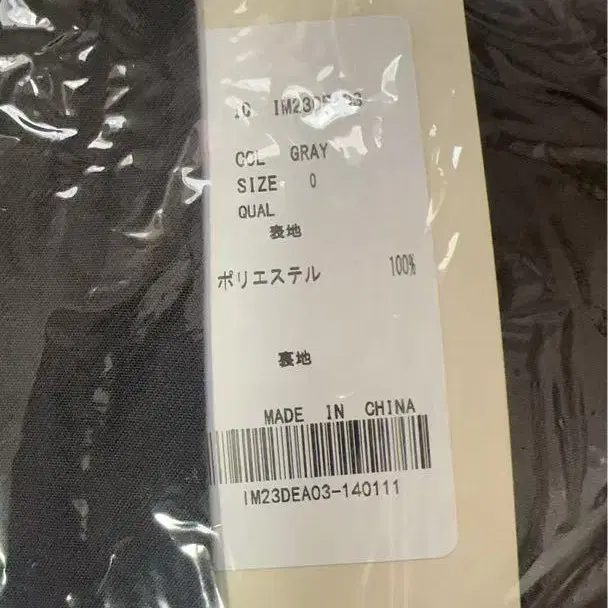 COL GRAY
SIZE 0
QUAL
表地
ポリエステル 100%
裏地
MADE IN CHINA
IM23DEA03-140111